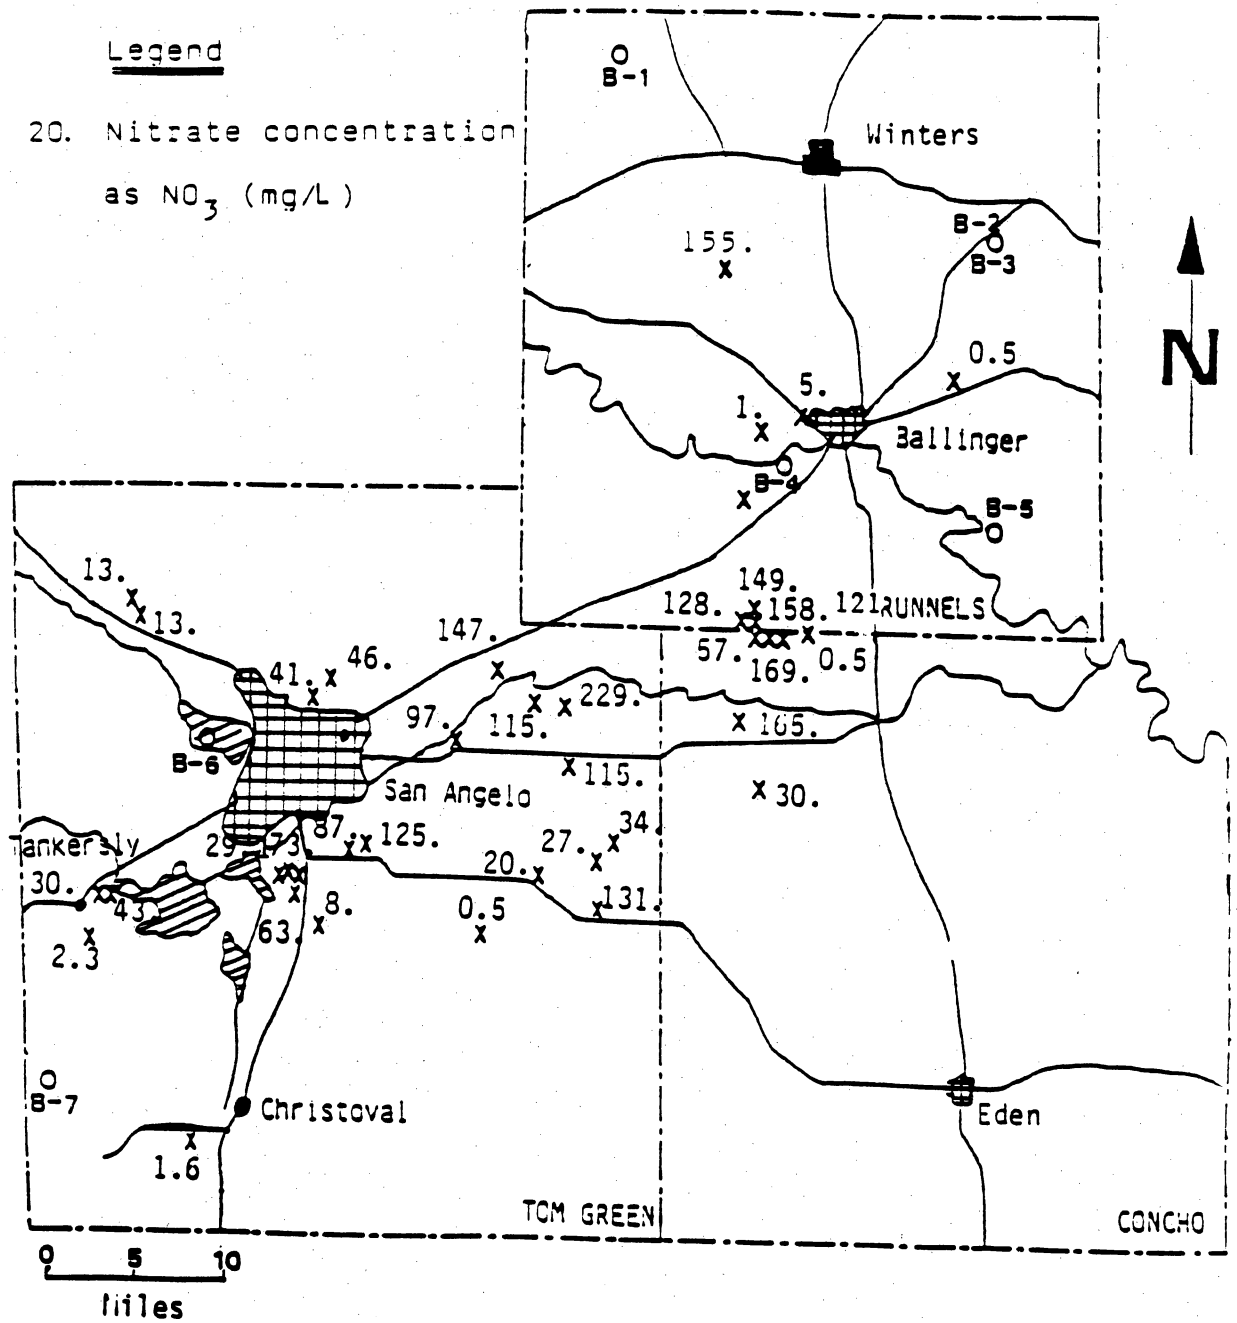 Legend
20. Nitrate concentration
as NO3 (mg/L)
B-1
Winters
B-2
B-3
155.
N
0.5
5.
1.
Ballinger
B-4
B-5
13.
13.
149.
128.
158.
121
RUNNELS
147.
57.
169.
0.5
46.
41.
229.
97.
115.
165.
B-6
115.
San Angelo
30.
Tankersly
87.
125.
34.
29
173
27.
20.
30.
43.
131.
8.
0.5
63.
2.3
B-7
Christoval
Eden
1.6
TOM GREEN
CONCHO
0 5 10
Miles